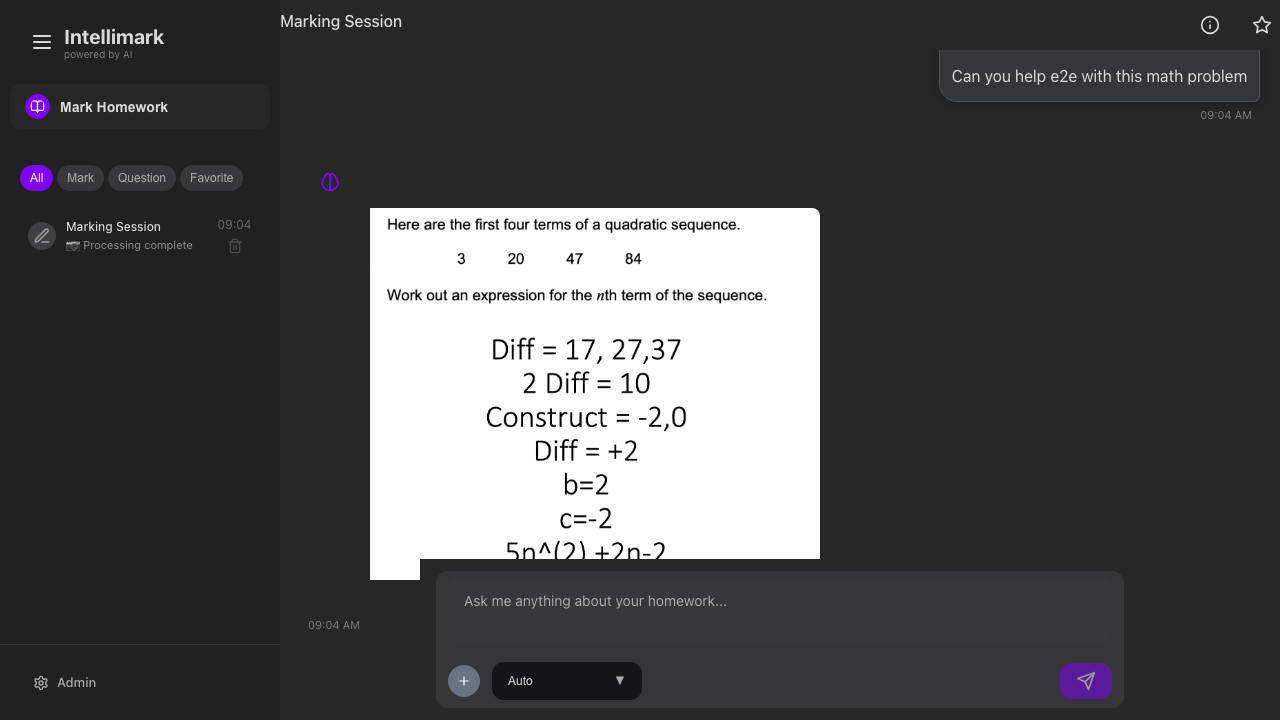 Intellimark
powered by AI
Mark Homework
All
Mark
Question
Favorite
Marking Session
09:04
Processing complete
Admin
Marking Session
Can you help e2e with this math problem
09:04 AM
Here are the first four terms of a quadratic sequence.
3 20 47 84
Work out an expression for the nth term of the sequence.
Diff = 17, 27,37
2 Diff = 10
Construct = -2,0
Diff = +2
b=2
c=-2
5n^(2) +2n-2
09:04 AM
Ask me anything about your homework...
Auto